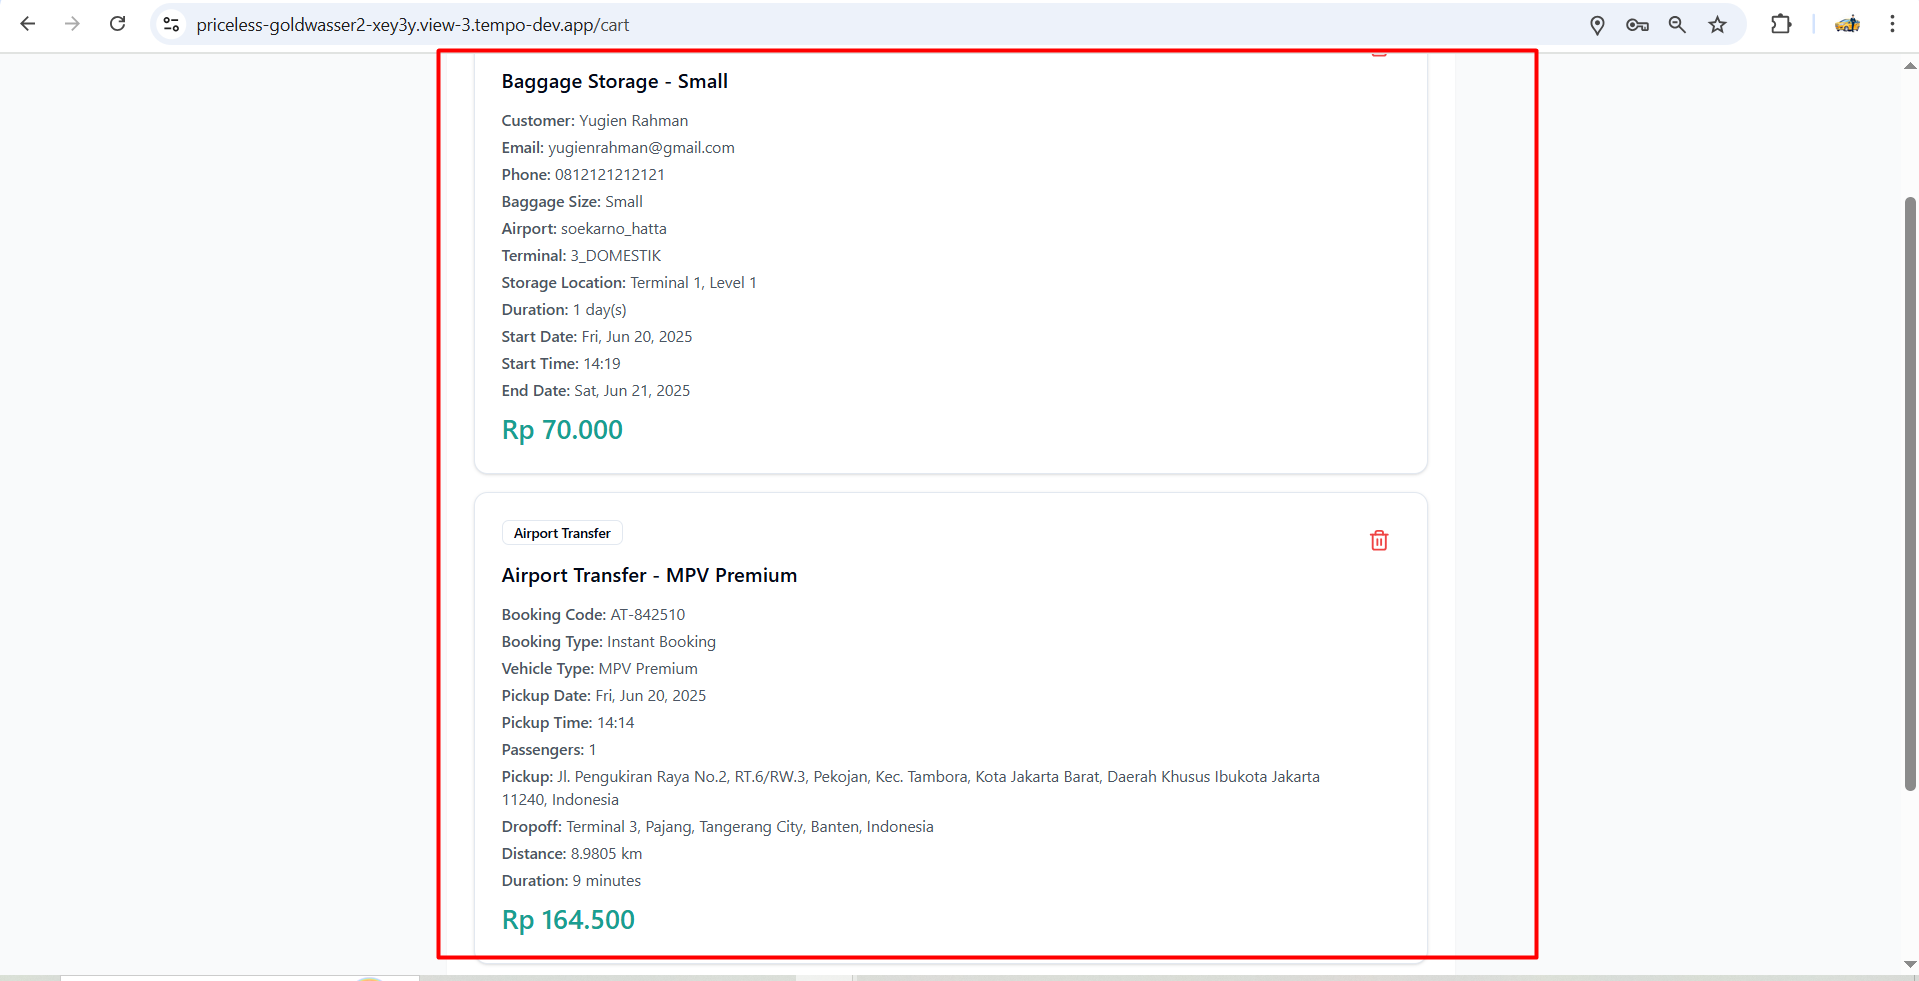 priceless-goldwasser2-xey3y.view-3.tempo-dev.app/cart
Baggage Storage - Small
Customer: Yugien Rahman
Email: yugienrahman@gmail.com
Phone: 0812121212121
Baggage Size: Small
Airport: soekarno_hatta
Terminal: 3_DOMESTIK
Storage Location: Terminal 1, Level 1
Duration: 1 day(s)
Start Date: Fri, Jun 20, 2025
Start Time: 14:19
End Date: Sat, Jun 21, 2025
Rp 70.000
Airport Transfer
Airport Transfer - MPV Premium
Booking Code: AT-842510
Booking Type: Instant Booking
Vehicle Type: MPV Premium
Pickup Date: Fri, Jun 20, 2025
Pickup Time: 14:14
Passengers: 1
Pickup: Jl. Pengukiran Raya No.2, RT.6/RW.3, Pekojan, Kec. Tambora, Kota Jakarta Barat, Daerah Khusus Ibukota Jakarta
11240, Indonesia
Dropoff: Terminal 3, Pajang, Tangerang City, Banten, Indonesia
Distance: 8.9805 km
Duration: 9 minutes
Rp 164.500